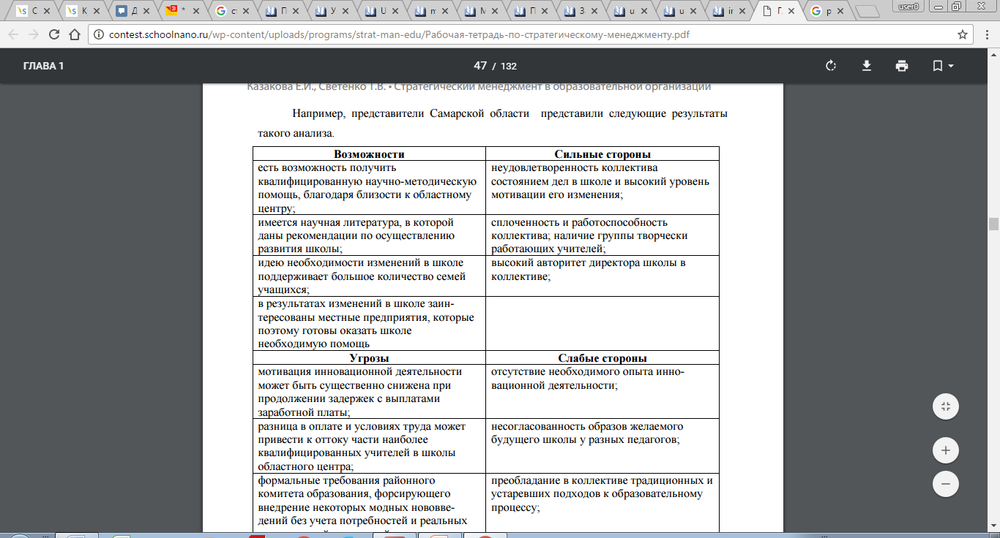 С
К
Д
*
ст
П
У
U
m
М
П
З
u
u
in
Г.
p
user0
contest.schoolnano.ru/wp-content/uploads/programs/strat-man-edu/Рабочая-тетрадь-по-стратегическому-менеджменту.pdf
ГЛАВА 1
47 / 132
Казакова Е.И., Светенко Т.В. • Стратегический менеджмент в образовательной организации
Например, представители Самарской области представили следующие результаты
такого анализа.
Возможности
Сильные стороны
есть возможность получить
квалифицированную научно-методическую
помощь, благодаря близости к областному
центру;
неудовлетворенность коллектива
состоянием дел в школе и высокий уровень
мотивации его изменения;
имеется научная литература, в которой
даны рекомендации по осуществлению
развития школы;
сплоченность и работоспособность
коллектива; наличие группы творчески
работающих учителей;
идею необходимости изменений в школе
поддерживает большое количество семей
учащихся;
высокий авторитет директора школы в
коллективе;
в результатах изменений в школе заин-
тересованы местные предприятия, которые
поэтому готовы оказать школе
необходимую помощь
Угрозы
Слабые стороны
мотивация инновационной деятельности
может быть существенно снижена при
продолжении задержек с выплатами
заработной платы;
отсутствие необходимого опыта инно-
вационной деятельности;
разница в оплате и условиях труда может
привести к оттоку части наиболее
квалифицированных учителей в школы
областного центра;
несогласованность образов желаемого
будущего школы у разных педагогов;
формальные требования районного
комитета образования, форсирующего
внедрение некоторых модных нововве-
дений без учета потребностей и реальных
преобладание в коллективе традиционных и
устаревших подходов к образовательному
процессу;